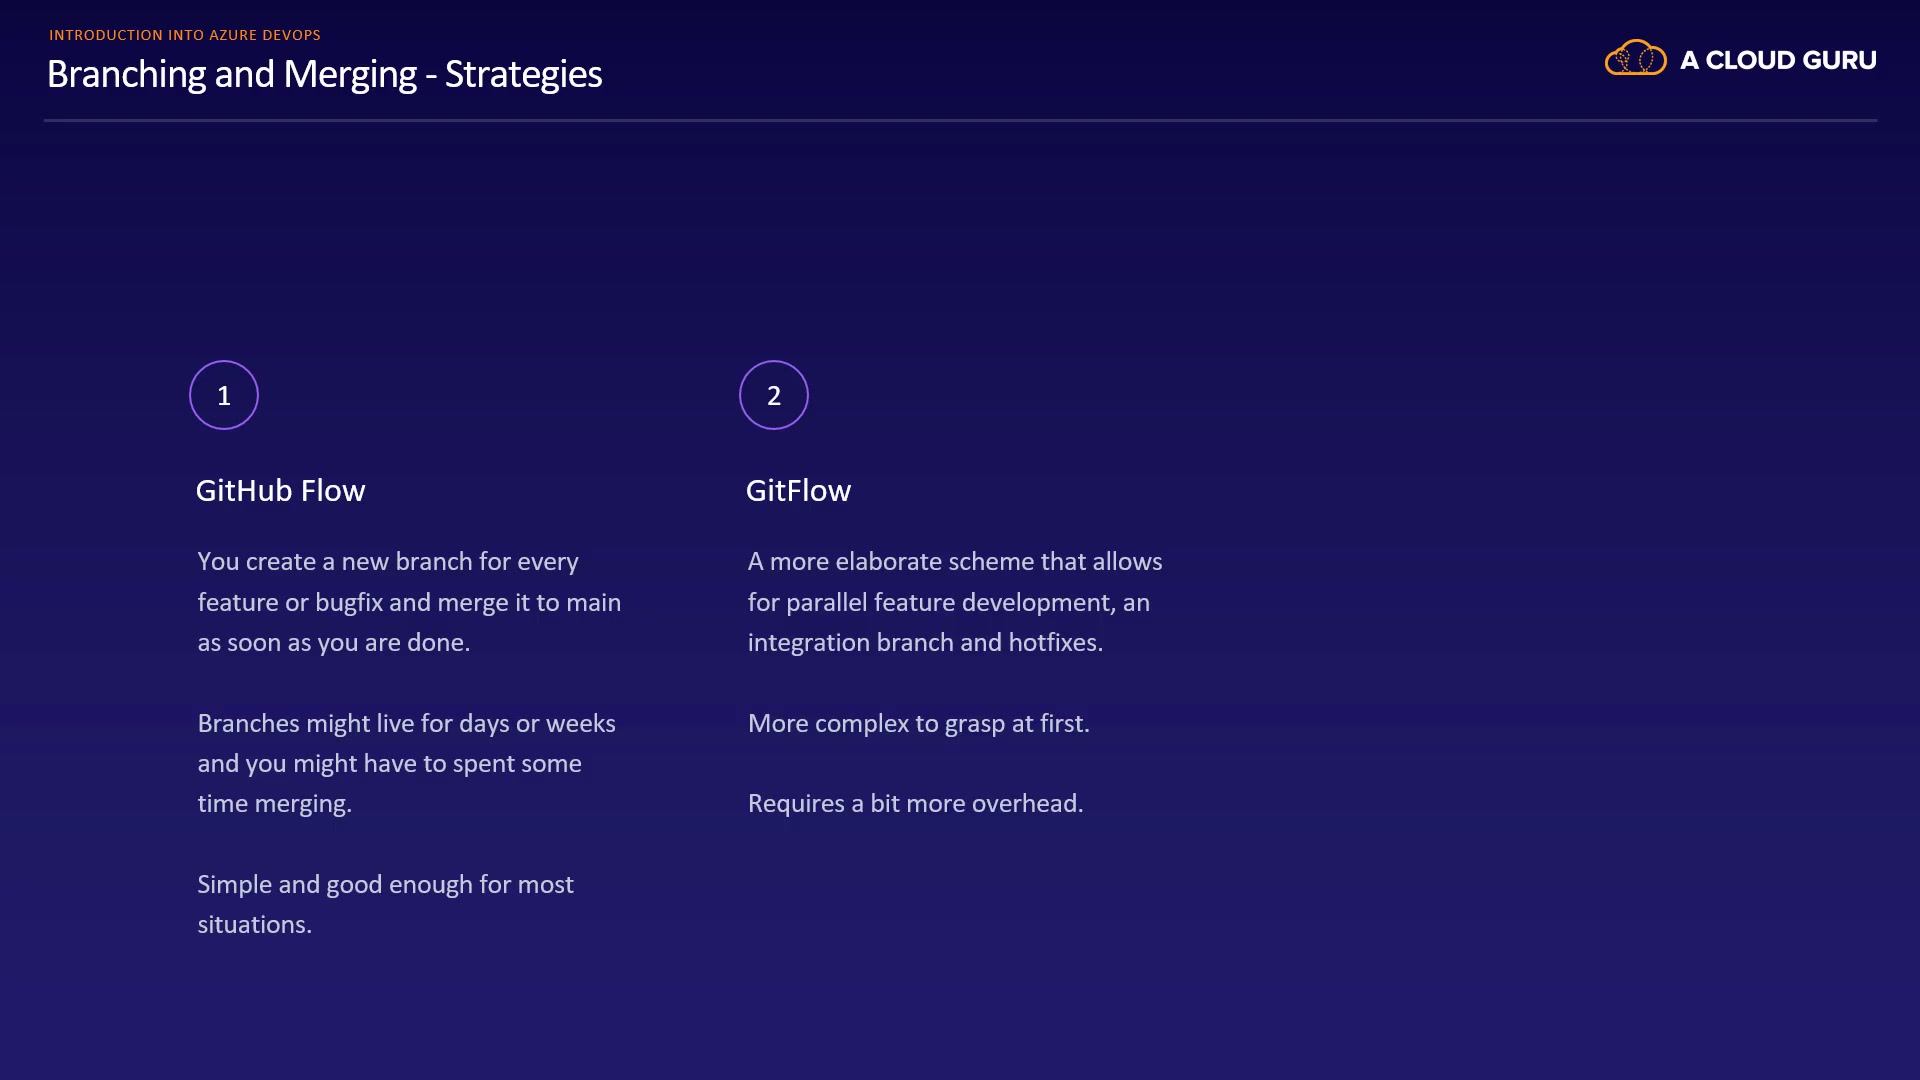 INTRODUCTION INTO AZURE DEVOPS
Branching and Merging - Strategies
A CLOUD GURU
1
GitHub Flow
You create a new branch for every
feature or bugfix and merge it to main
as soon as you are done.
Branches might live for days or weeks
and you might have to spent some
time merging.
Simple and good enough for most
situations.
2
GitFlow
A more elaborate scheme that allows
for parallel feature development, an
integration branch and hotfixes.
More complex to grasp at first.
Requires a bit more overhead.